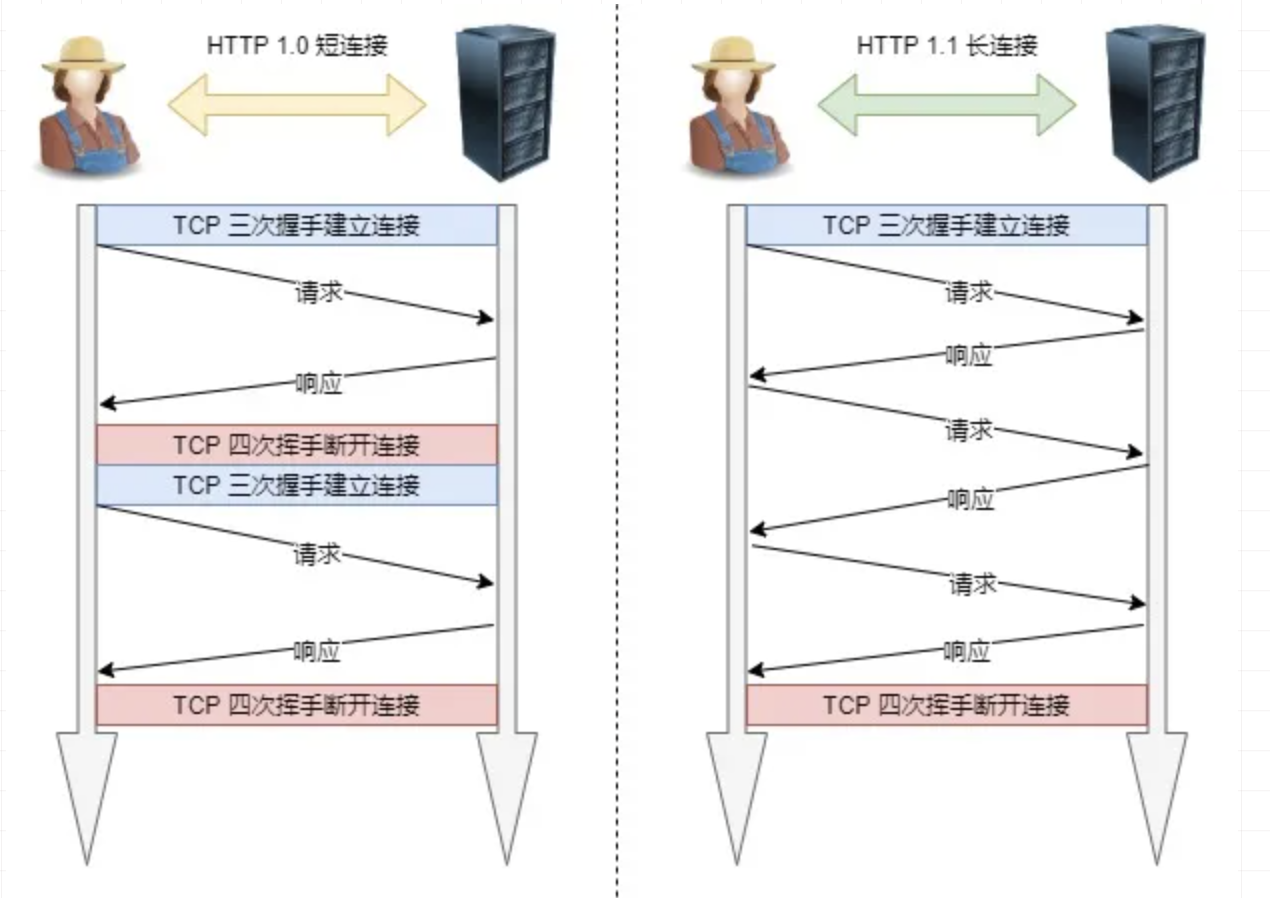 HTTP 1.0 短连接
TCP 三次握手建立连接
请求
响应
TCP 四次挥手断开连接
TCP 三次握手建立连接
请求
响应
TCP 四次挥手断开连接
HTTP 1.1 长连接
TCP 三次握手建立连接
请求
响应
请求
响应
请求
响应
TCP 四次挥手断开连接